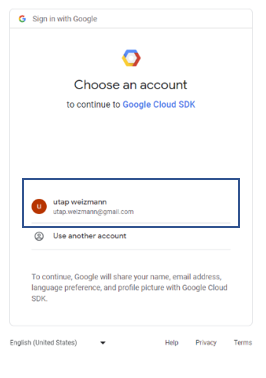 Sign in with Google
Choose an account
to continue to Google Cloud SDK
u
utap weizmann
utap.weizmann@gmail.com
Use another account
To continue, Google will share your name, email address,
language preference, and profile picture with Google Cloud
SDK.
English (United States) Help Privacy Terms